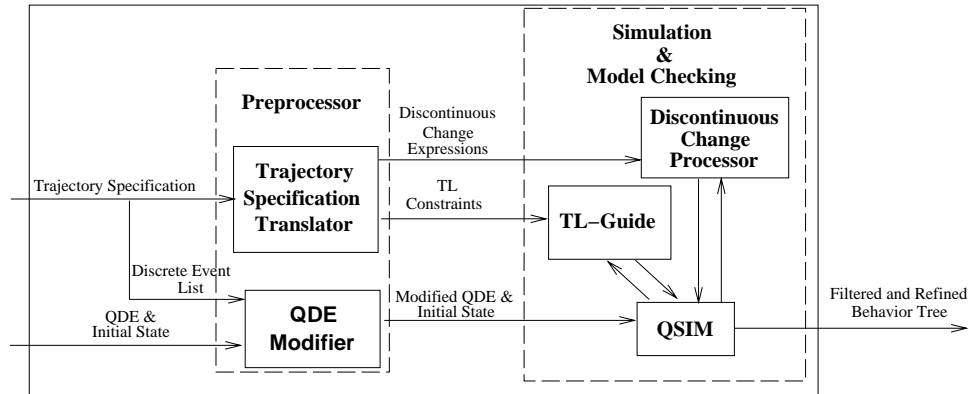 Simulation
&
Model Checking
Preprocessor
Discontinuous
Change
Expressions
Discontinuous
Change
Processor
Trajectory
Specification
Translator
Trajectory Specification
TL
Constraints
TL–Guide
Discrete Event
List
QDE &
Initial State
QDE
Modifier
Modified QDE &
Initial State
QSIM
Filtered and Refined
Behavior Tree